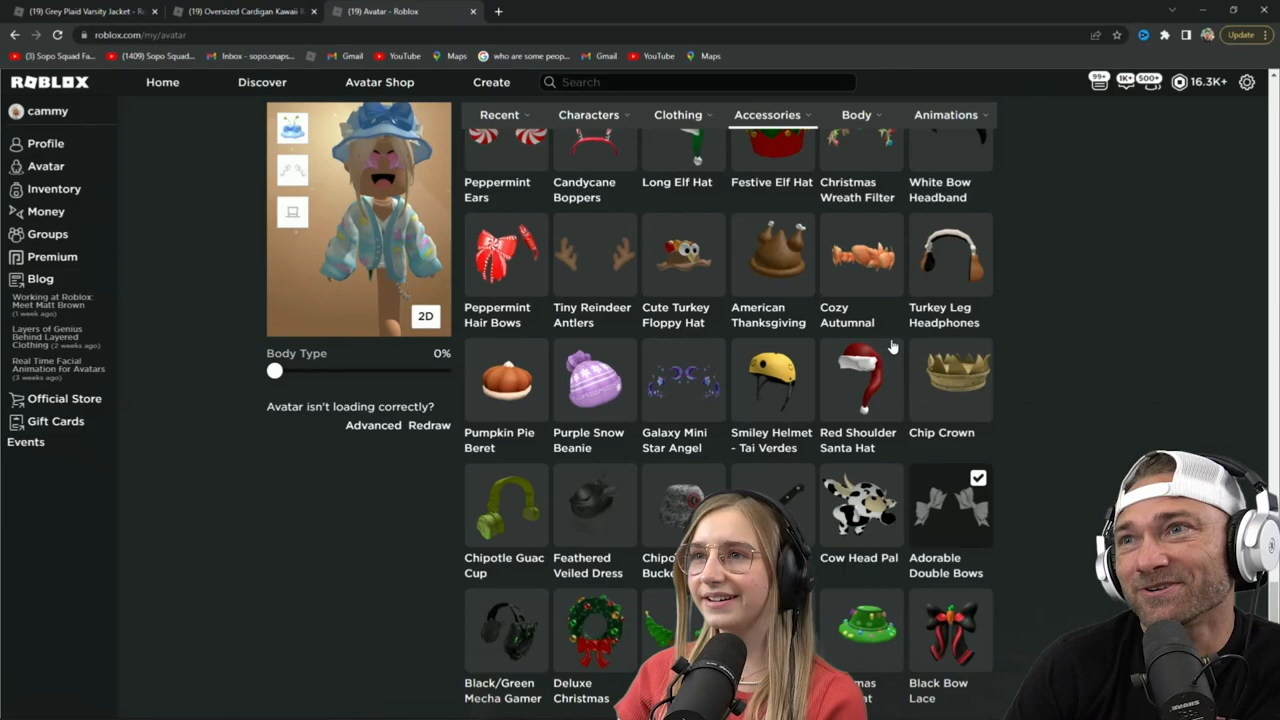 (19) Grey Plaid Varsity Jacket - R
(19) Oversized Cardigan Kawaii
(19) Avatar - Roblox
roblox.com/my/avatar
Update
(3) Sopo Squad Fa...
(1409) Sopo Squad...
Inbox - sopo.snaps...
Gmail
YouTube
Maps
who are some peop...
Gmail
YouTube
Maps
ROBLOX
Home
Discover
Avatar Shop
Create
Search
99+
1K+
500+
16.3K+
cammy
Profile
Avatar
Inventory
Money
Groups
Premium
Blog
Working at Roblox:
Meet Matt Brown
(1 week ago)
Layers of Genius
Behind Layered
Clothing (2 weeks ago)
Real Time Facial
Animation for Avatars
(3 weeks ago)
Official Store
Gift Cards
Events
2D
Body Type 0%
Avatar isn't loading correctly?
Advanced Redraw
Recent
Characters
Clothing
Accessories
Body
Animations
Peppermint
Ears
Candycane
Boppers
Long Elf Hat
Festive Elf Hat
Christmas
Wreath Filter
White Bow
Headband
Peppermint
Hair Bows
Tiny Reindeer
Antlers
Cute Turkey
Floppy Hat
American
Thanksgiving
Cozy
Autumnal
Turkey Leg
Headphones
Pumpkin Pie
Beret
Purple Snow
Beanie
Galaxy Mini
Star Angel
Smiley Helmet
- Tai Verdes
Red Shoulder
Santa Hat
Chip Crown
Chipotle Guac
Cup
Feathered
Veiled Dress
Chipo
Bucke
Cow Head Pal
Adorable
Double Bows
Black/Green
Mecha Gamer
Deluxe
Christmas
Black Bow
Lace